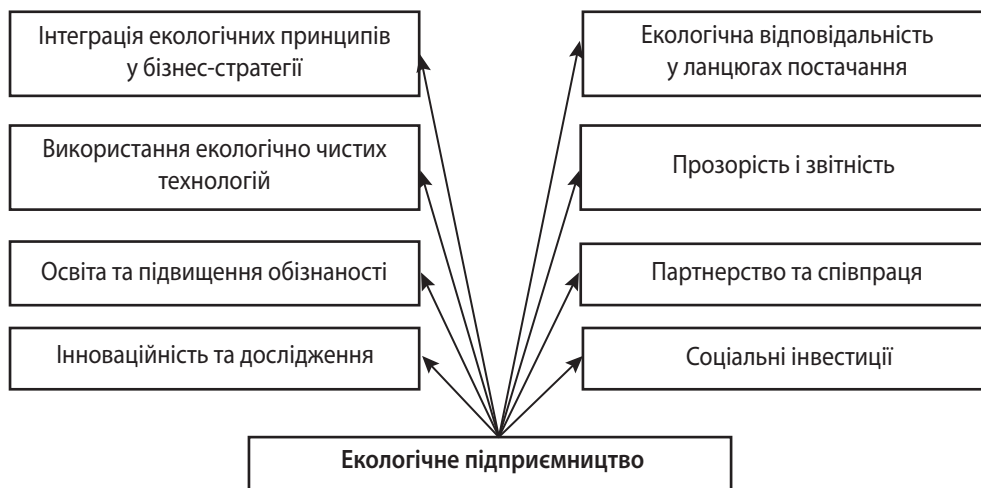 Інтеграція екологічних принципів
у бізнес-стратегії
Використання екологічно чистих
технологій
Освіта та підвищення обізнаності
Інноваційність та дослідження
Екологічна відповідальність
у ланцюгах постачання
Прозорість і звітність
Партнерство та співпраця
Соціальні інвестиції
Екологічне підприємництво